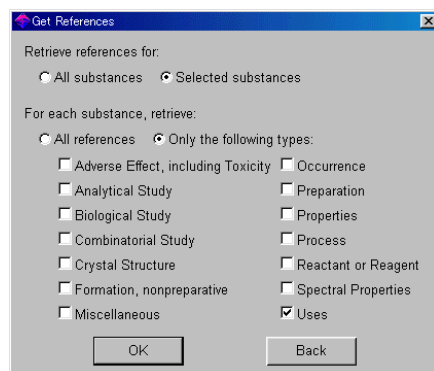 Get References
Retrieve references for:
All substances Selected substances
For each substance, retrieve:
All references Only the following types:
Adverse Effect, including Toxicity Occurrence
Analytical Study Preparation
Biological Study Properties
Combinatorial Study Process
Crystal Structure Reactant or Reagent
Formation, nonpreparative Spectral Properties
Miscellaneous Uses
OK Back